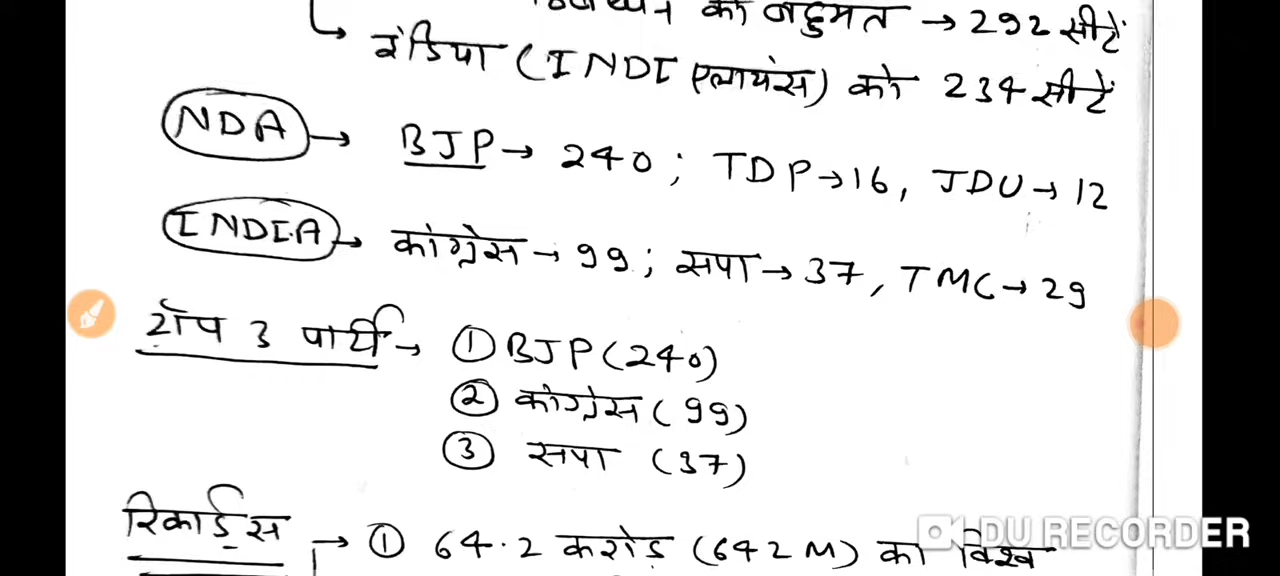 को बहुमत → 292 सीटें
इंडिया (INDI एलायंस) को 234 सीटें
NDA → BJP → 240 ; TDP → 16, JDU → 12
INDI.A → कांग्रेस → 99 ; सपा → 37, TMC → 29
टॉप 3 पार्टी → ① BJP (240)
② कांग्रेस (99)
③ सपा (37)
रिकार्ड्स → ① 64.2 करोड़ (642 M) का विश्व
DU RECORDER